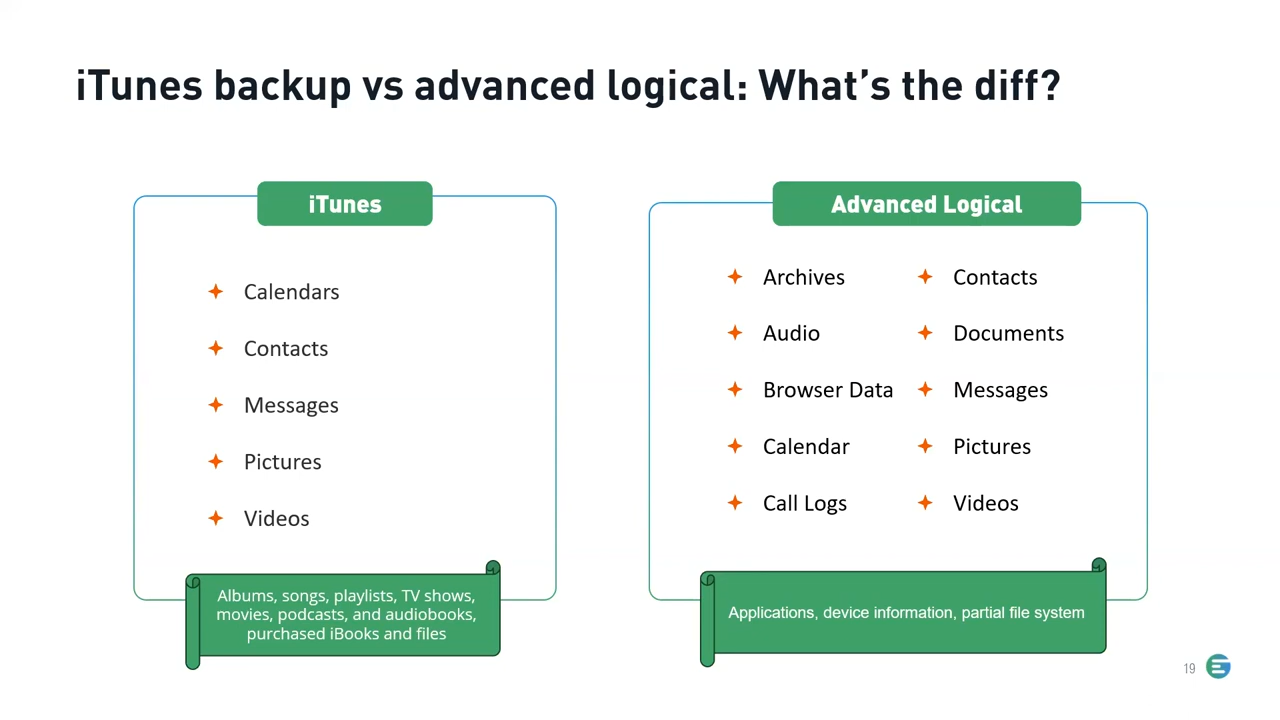 iTunes backup vs advanced logical: What's the diff?
iTunes
Calendars
Contacts
Messages
Pictures
Videos
Albums, songs, playlists, TV shows,
movies, podcasts, and audiobooks,
purchased iBooks and files
Advanced Logical
Archives
Audio
Browser Data
Calendar
Call Logs
Contacts
Documents
Messages
Pictures
Videos
Applications, device information, partial file system
19